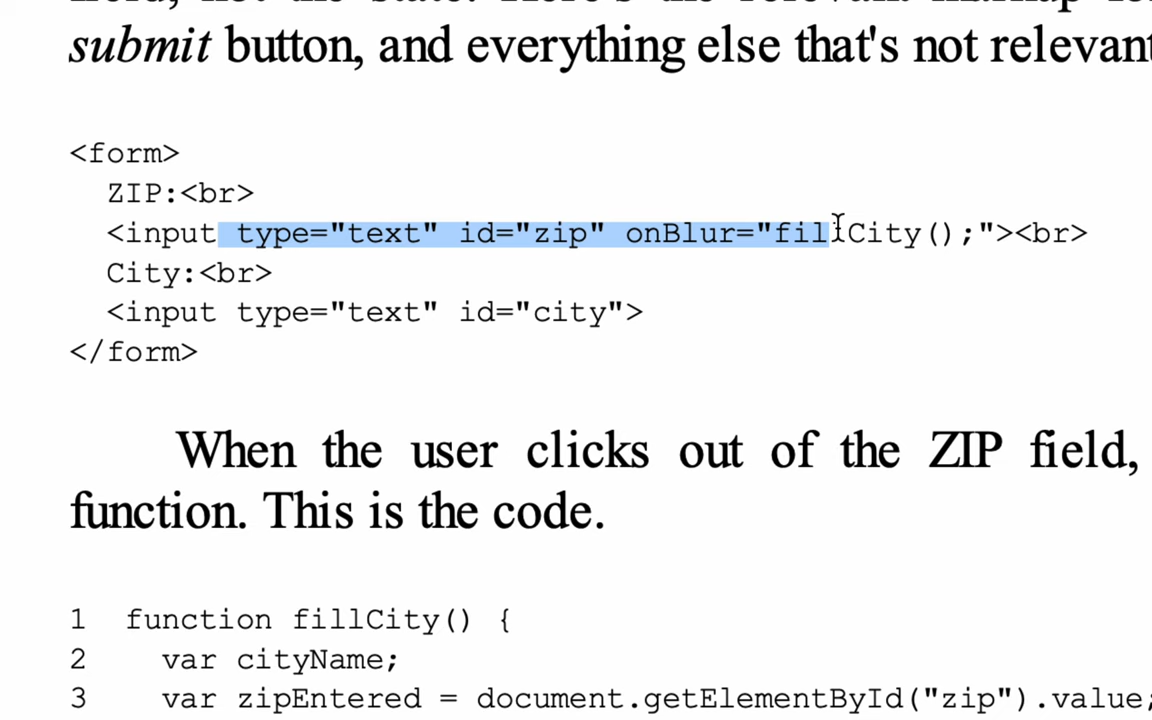 submit button, and everything else that's not relevant
<form>
ZIP:<br>
<input type="text" id="zip" onBlur="fillCity();"><br>
City:<br>
<input type="text" id="city">
</form>
When the user clicks out of the ZIP field,
function. This is the code.
1 function fillCity() {
2 var cityName;
3 var zipEntered = document.getElementById("zip").value;